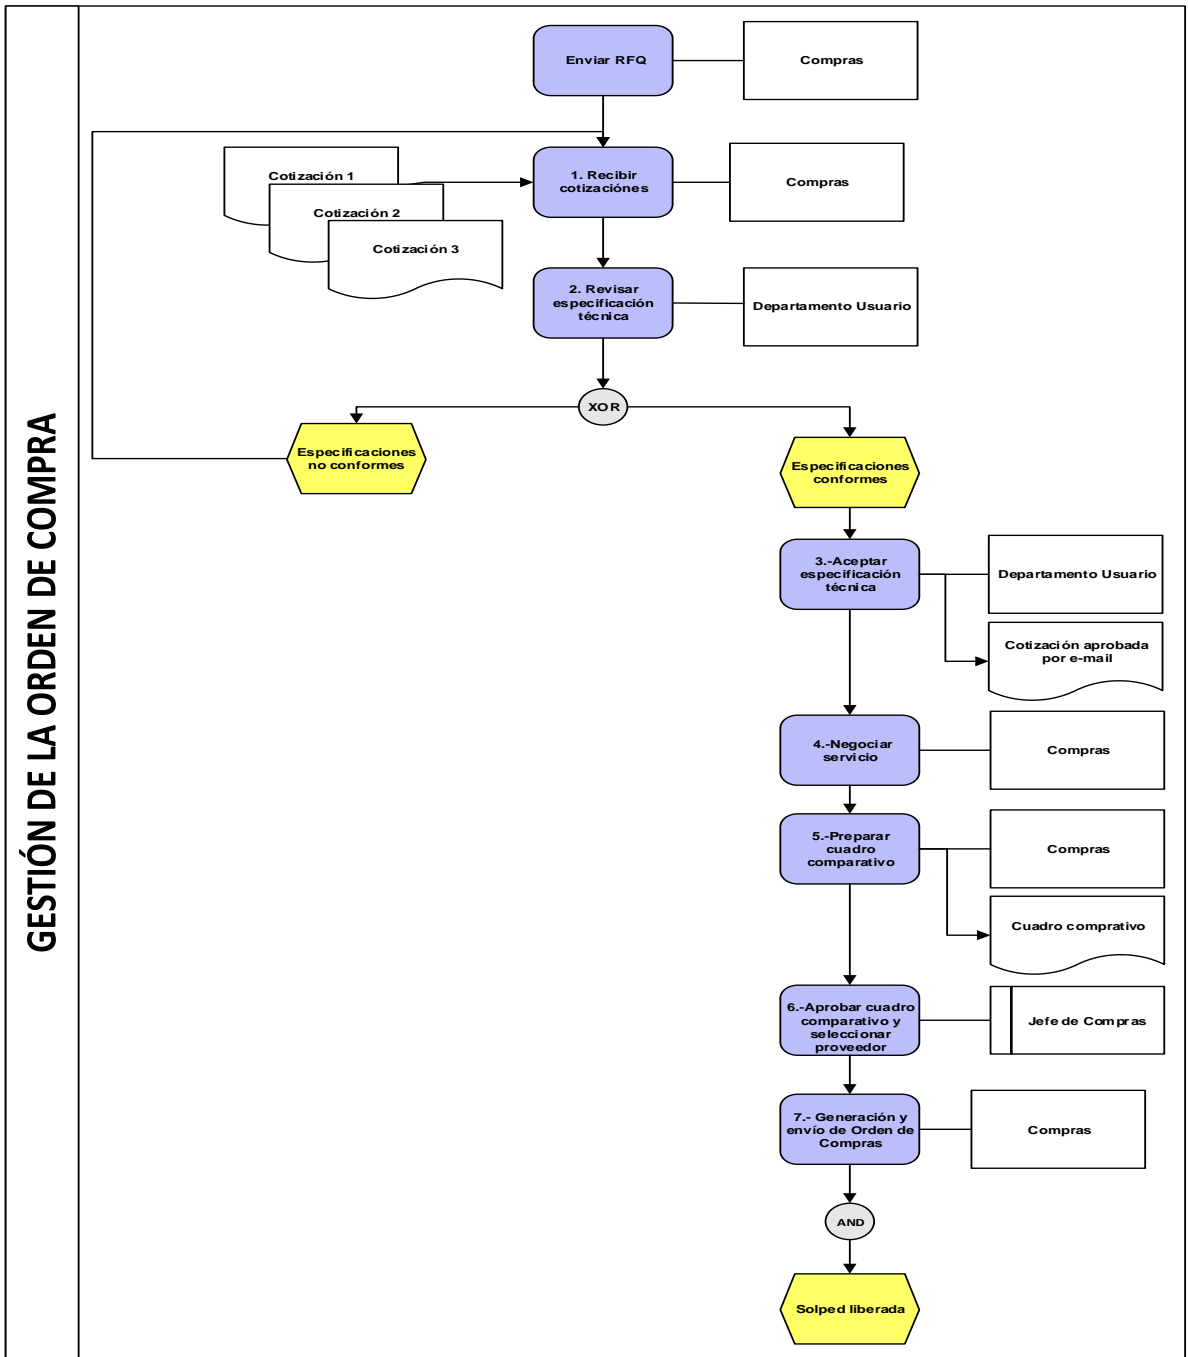 GESTIÓN DE LA ORDEN DE COMPRA
Enviar RFQ
Compras
Cotización 1
Cotización 2
Cotización 3
1. Recibir
cotizaciónes
Compras
2. Revisar
especificación
técnica
Departamento Usuario
XOR
Especificaciones
no conformes
Especificaciones
conformes
3.-Aceptar
especificación
técnica
Departamento Usuario
Cotización aprobada
por e-mail
4.-Negociar
servicio
Compras
5.-Preparar
cuadro
comparativo
Compras
Cuadro comprativo
6.-Aprobar cuadro
comparativo y
seleccionar
proveedor
Jefe de Compras
7.- Generación y
envío de Orden de
Compras
Compras
AND
Solped liberada